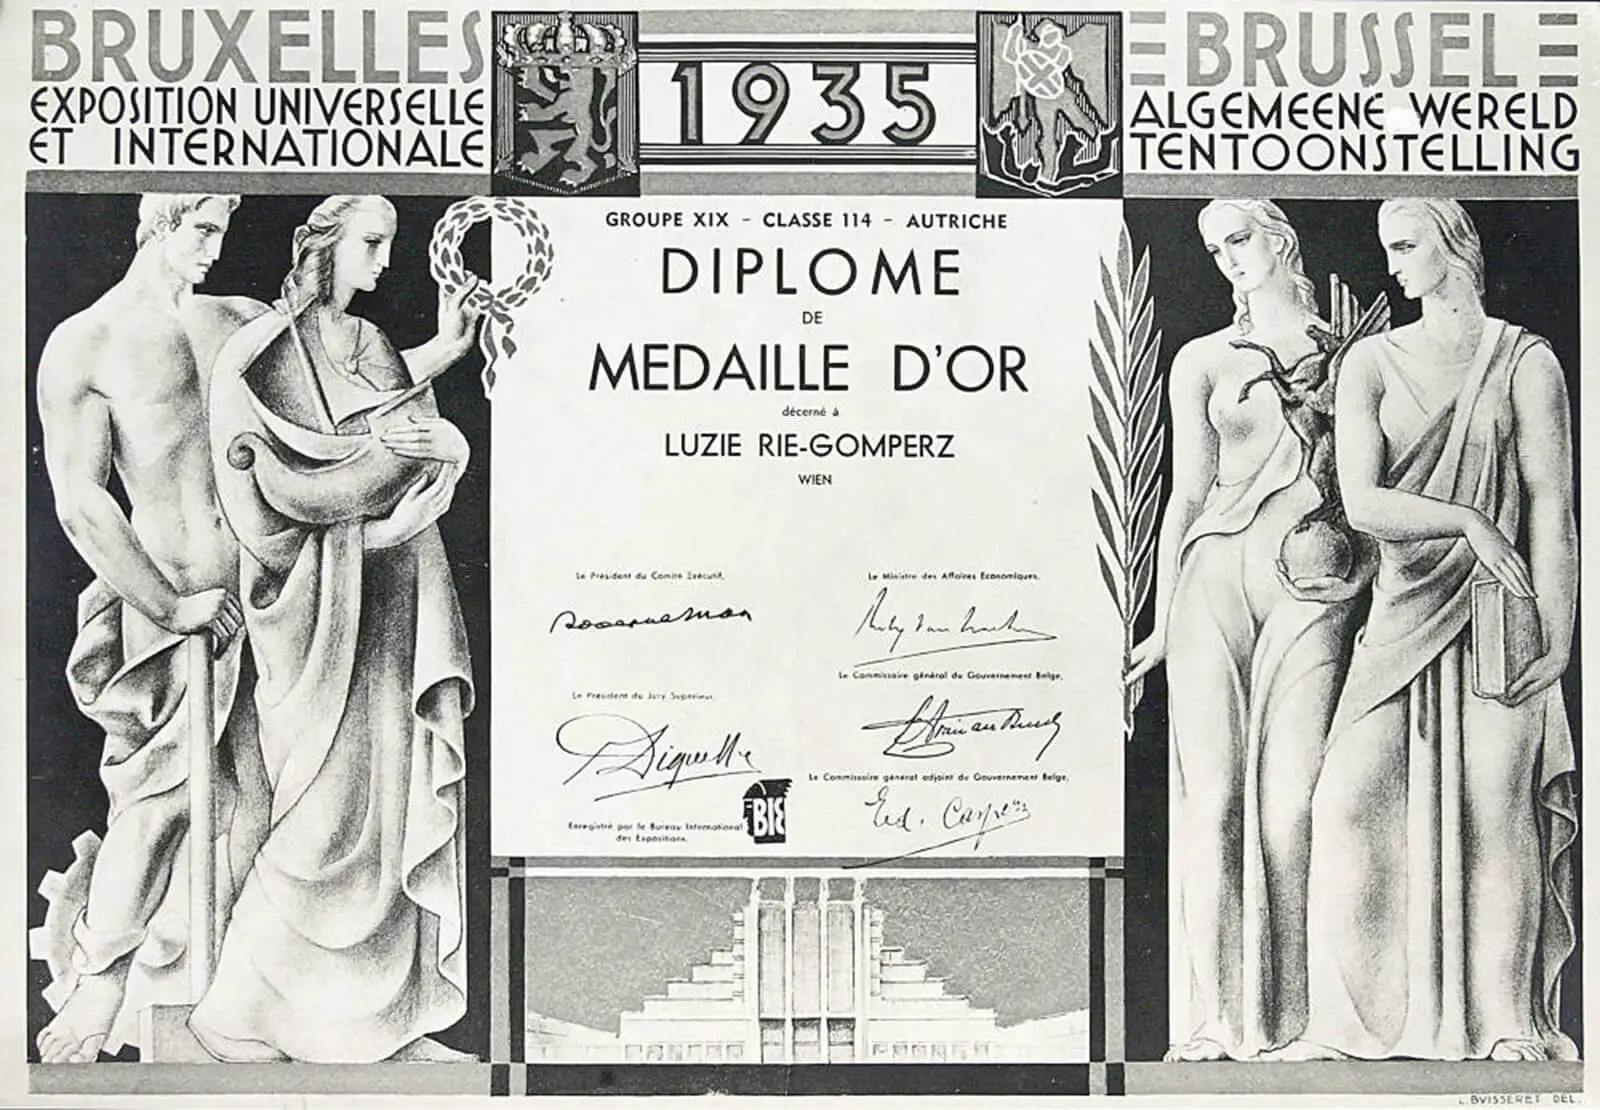 BRUXELLES
EXPOSITION UNIVERSELLE
ET INTERNATIONALE
1935
BRUSSEL
ALGEMEENE WERELD
TENTOONSTELLING
GROUPE XIX - CLASSE 114 - AUTRICHE
DIPLOME
DE
MEDAILLE D'OR
décerné à
LUZIE RIE-GOMPERZ
WIEN
Le Président du Comité Exécutif,
Le Ministre des Affaires Economiques,
Le Commissaire général du Gouvernement Belge,
Le Président du Jury Supérieur,
Le Commissaire général adjoint du Gouvernement Belge,
Enregistré par le Bureau International
des Expositions.
BIE
L. BVISSERET DEL.